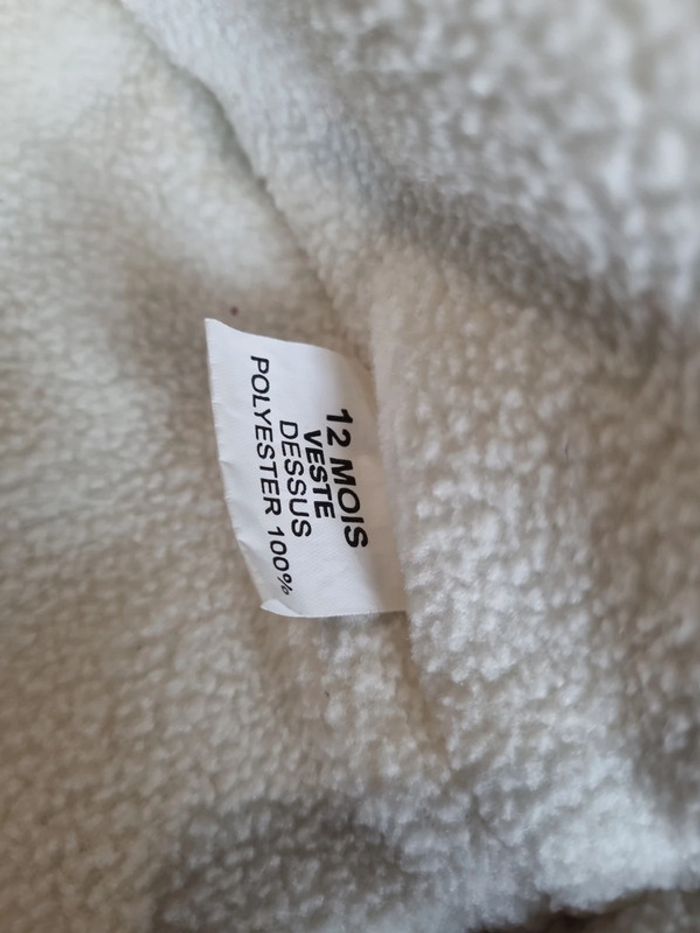 12 MOIS
VESTE
DESSUS
POLYESTER 100%